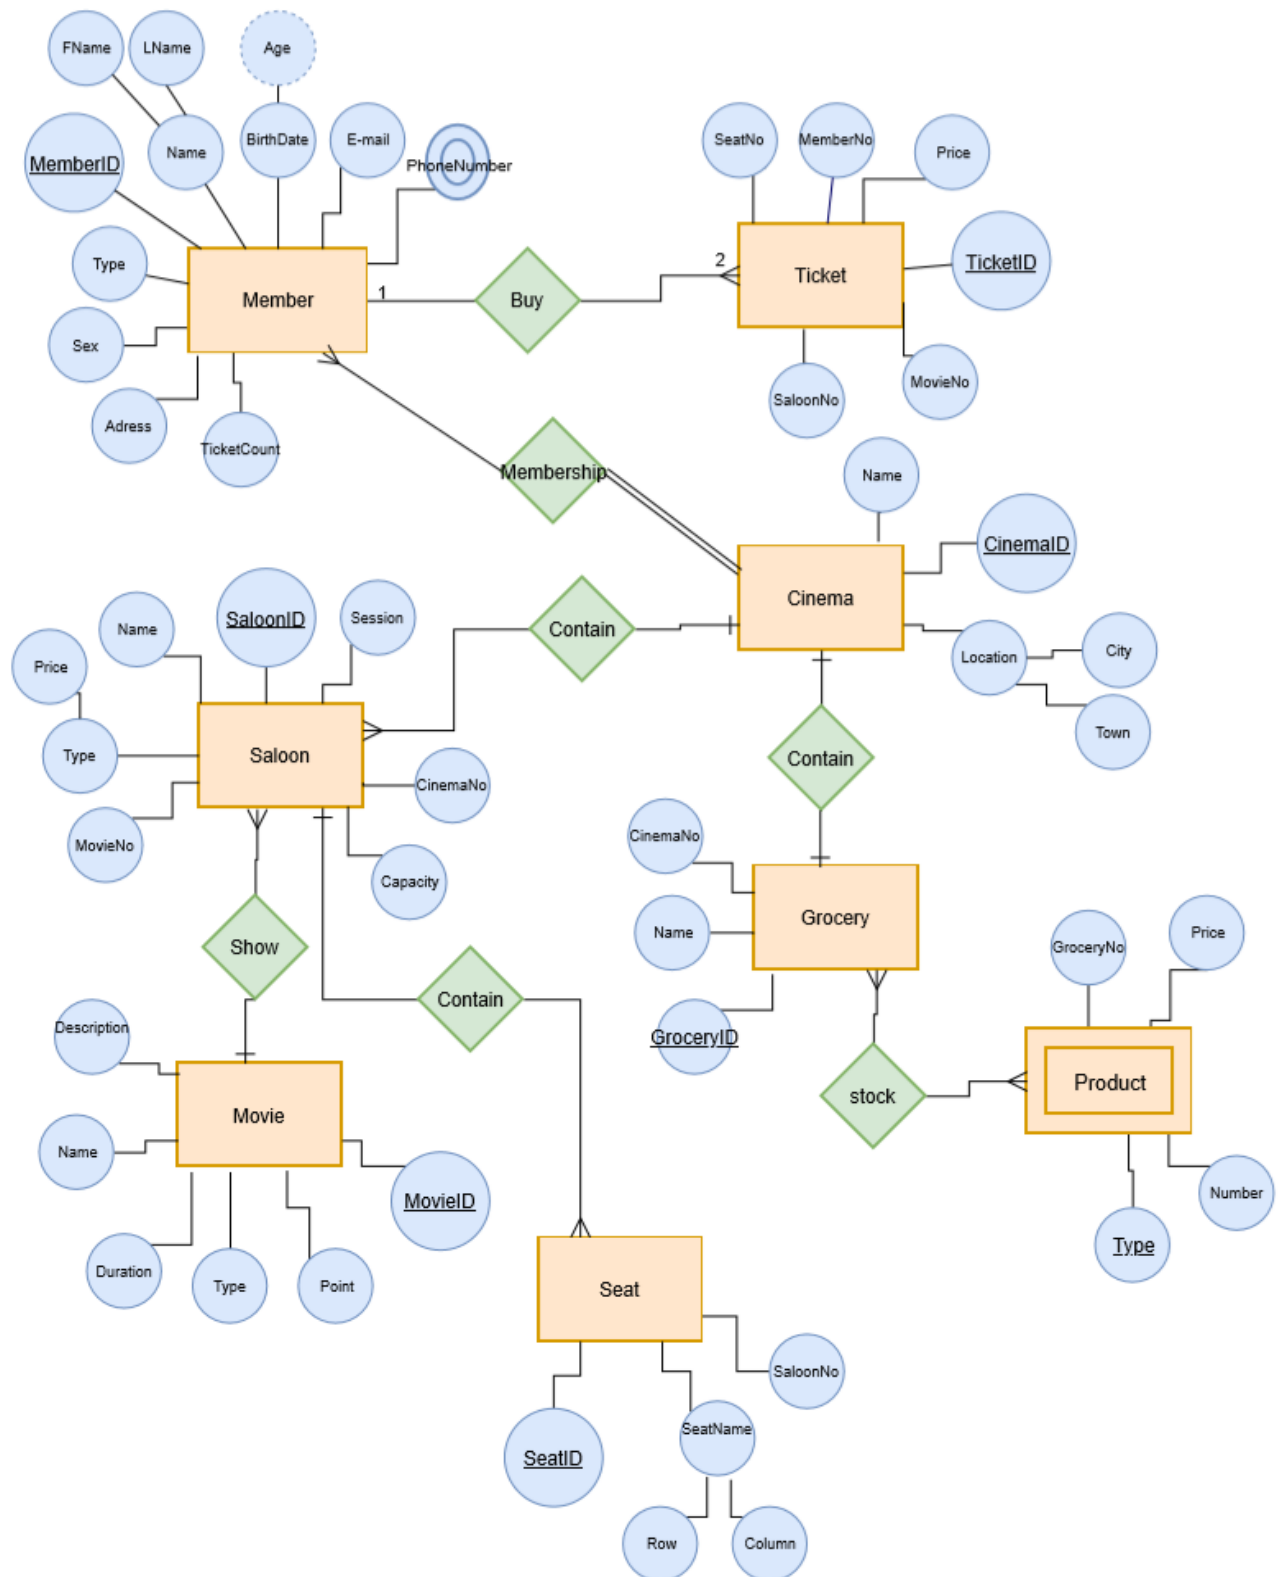 FName
LName
Age
MemberID
Name
BirthDate
E-mail
PhoneNumber
SeatNo
MemberNo
Price
Type
Member
1
Buy
2
Ticket
TicketID
Sex
Adress
TicketCount
SaloonNo
MovieNo
Membership
Name
CinemaID
Cinema
Name
SaloonID
Session
Contain
Location
City
Town
Price
Type
Saloon
CinemaNo
Contain
MovieNo
Capacity
CinemaNo
Name
Grocery
GroceryID
GroceryNo
Price
Show
Contain
stock
Product
Description
Movie
Name
MovieID
Number
Type
Duration
Type
Point
Seat
SaloonNo
SeatID
SeatName
Row
Column